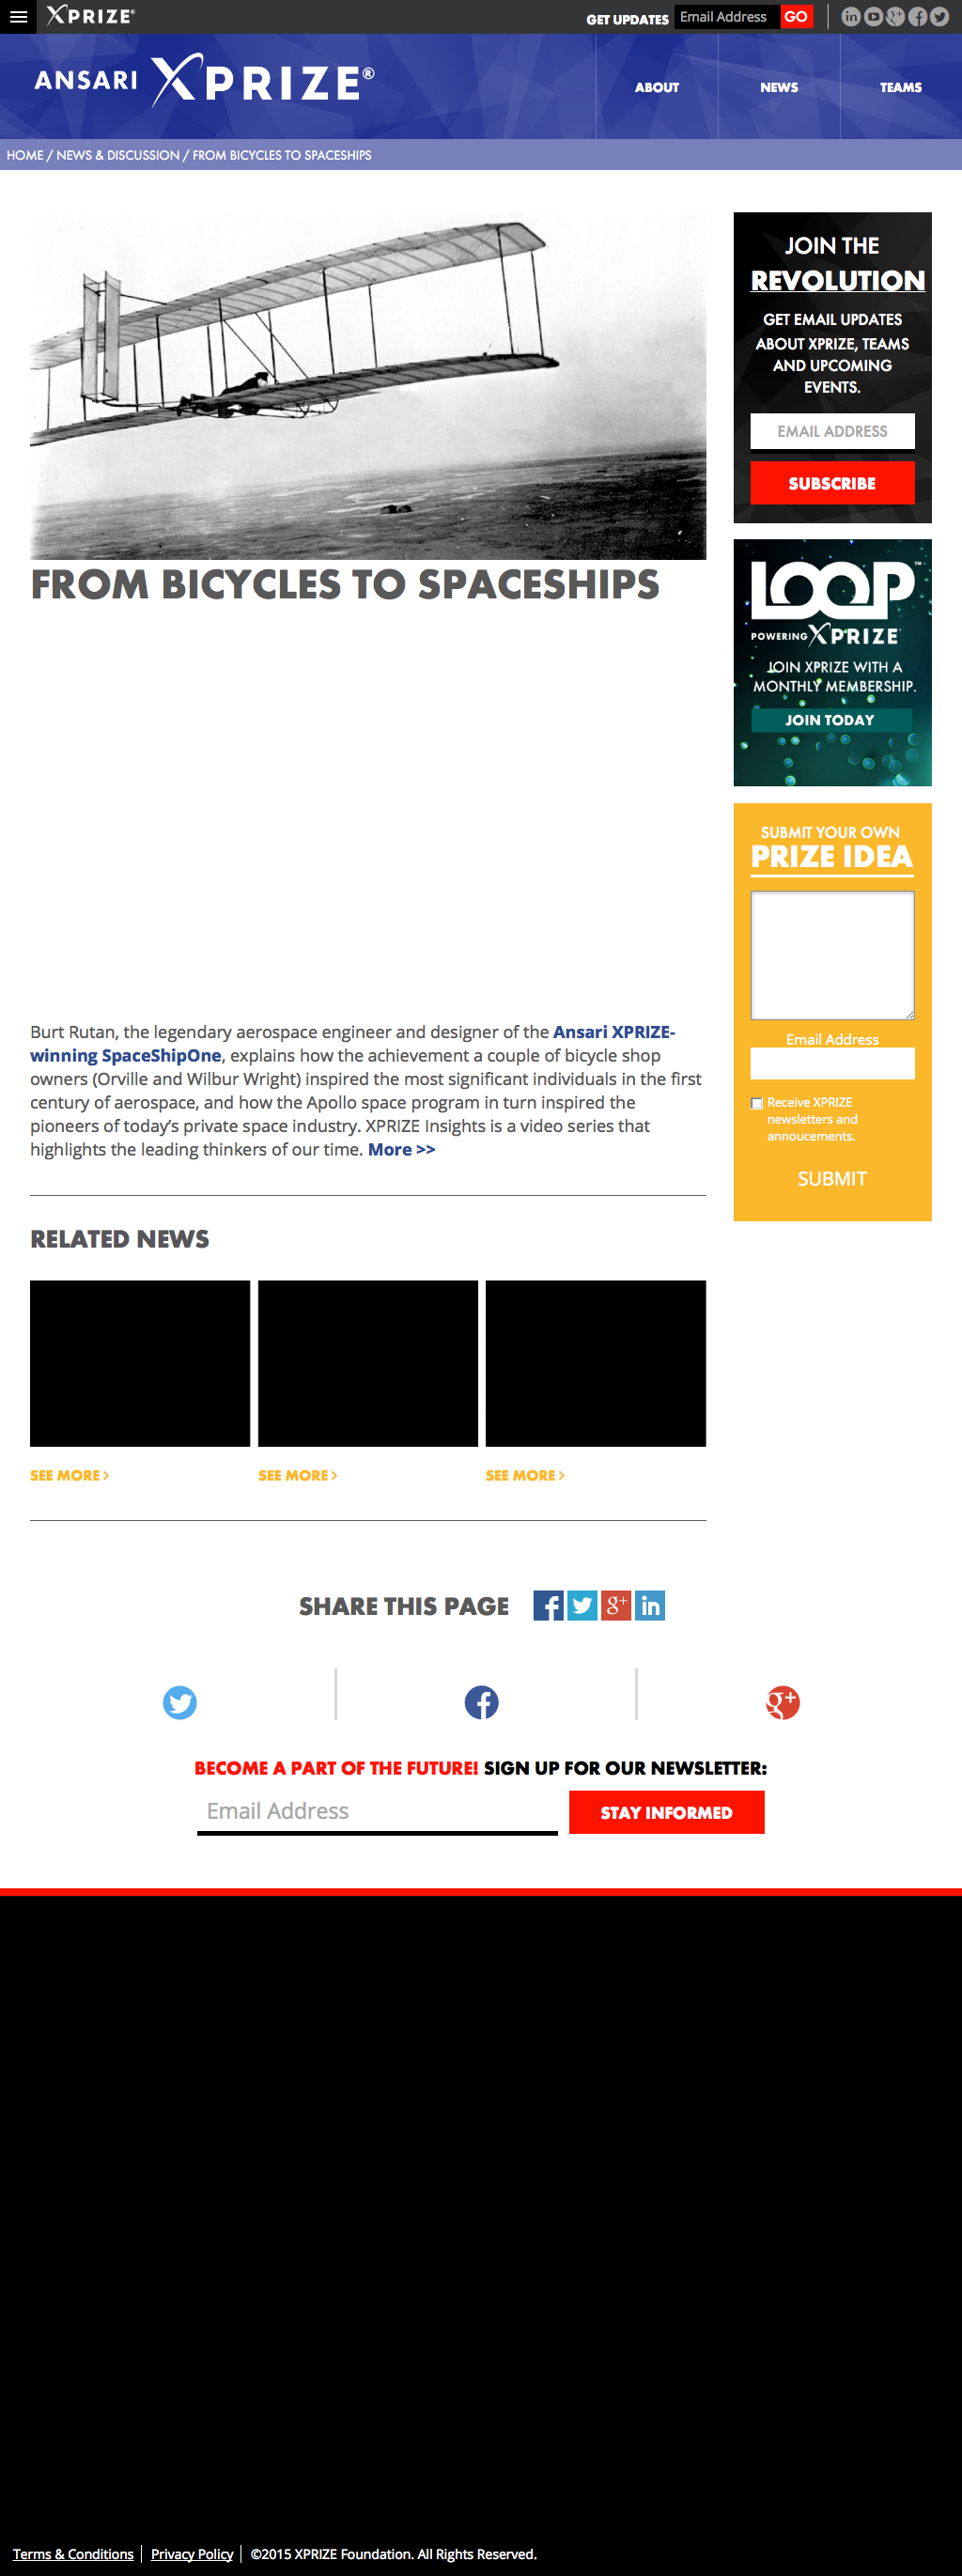 XPRIZE®
GET UPDATES
Email Address
GO
ANSARI XPRIZE®
ABOUT
NEWS
TEAMS
HOME / NEWS & DISCUSSION / FROM BICYCLES TO SPACESHIPS
FROM BICYCLES TO SPACESHIPS
Burt Rutan, the legendary aerospace engineer and designer of the Ansari XPRIZE-
winning SpaceShipOne, explains how the achievement a couple of bicycle shop
owners (Orville and Wilbur Wright) inspired the most significant individuals in the first
century of aerospace, and how the Apollo space program in turn inspired the
pioneers of today’s private space industry. XPRIZE Insights is a video series that
highlights the leading thinkers of our time. More >>
RELATED NEWS
SEE MORE >
SEE MORE >
SEE MORE >
JOIN THE
REVOLUTION
GET EMAIL UPDATES
ABOUT XPRIZE, TEAMS
AND UPCOMING
EVENTS.
EMAIL ADDRESS
SUBSCRIBE
LOOP™
POWERING XPRIZE
JOIN XPRIZE WITH A
MONTHLY MEMBERSHIP.
JOIN TODAY
SUBMIT YOUR OWN
PRIZE IDEA
Email Address
Receive XPRIZE
newsletters and
annoucements.
SUBMIT
SHARE THIS PAGE
BECOME A PART OF THE FUTURE! SIGN UP FOR OUR NEWSLETTER:
Email Address
STAY INFORMED
Terms & Conditions | Privacy Policy | ©2015 XPRIZE Foundation. All Rights Reserved.